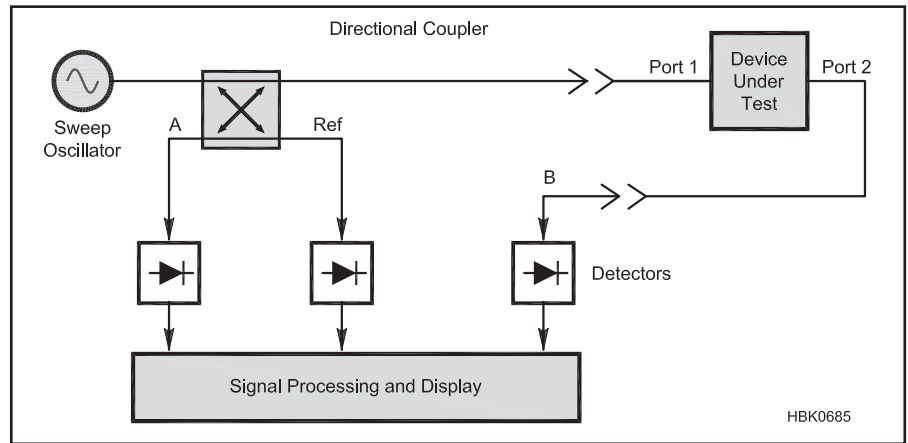 Directional Coupler
Sweep
Oscillator
A
Ref
Port 1
Device
Under
Test
Port 2
B
Detectors
Signal Processing and Display
HBK0685